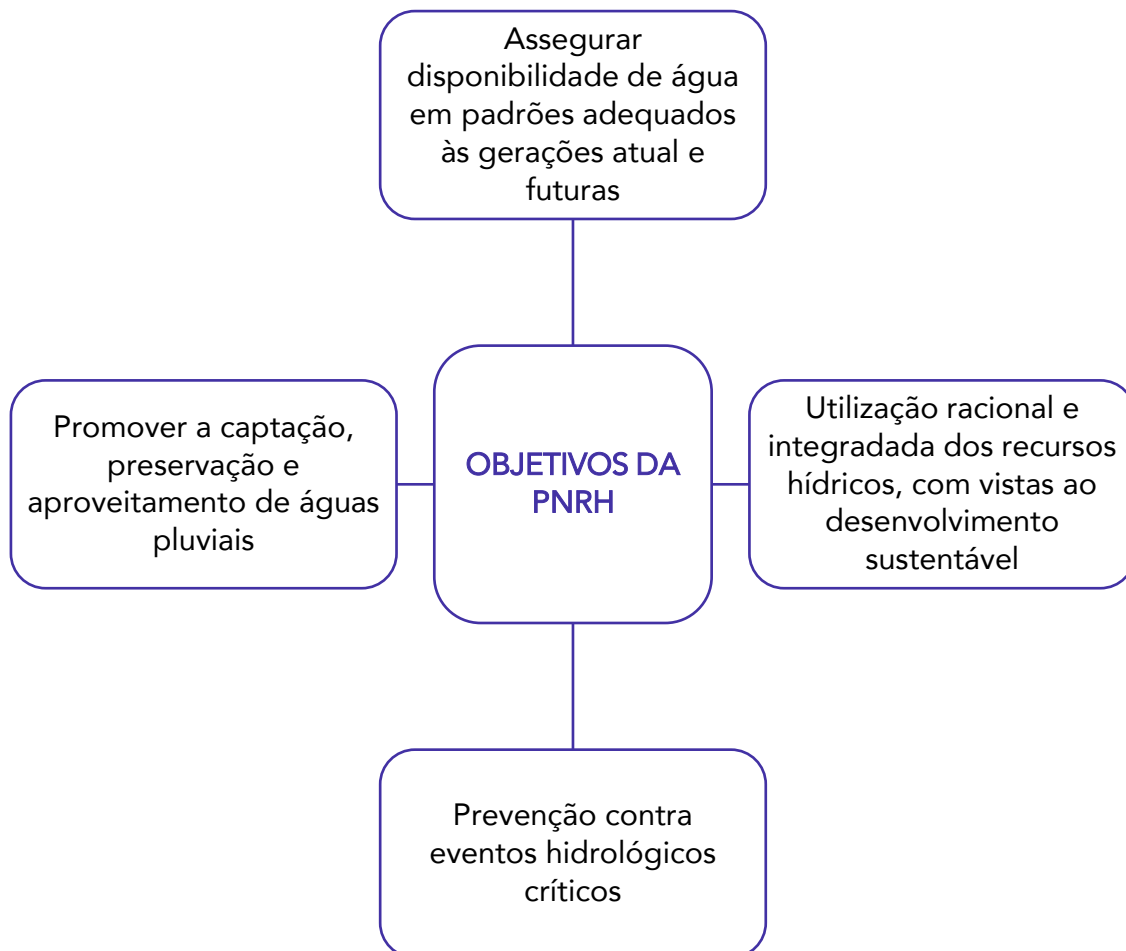 Assegurar
disponibilidade de água
em padrões adequados
às gerações atual e
futuras
Promover a captação,
preservação e
aproveitamento de águas
pluviais
OBJETIVOS DA
PNRH
Utilização racional e
integradada dos recursos
hídricos, com vistas ao
desenvolvimento
sustentável
Prevenção contra
eventos hidrológicos
críticos